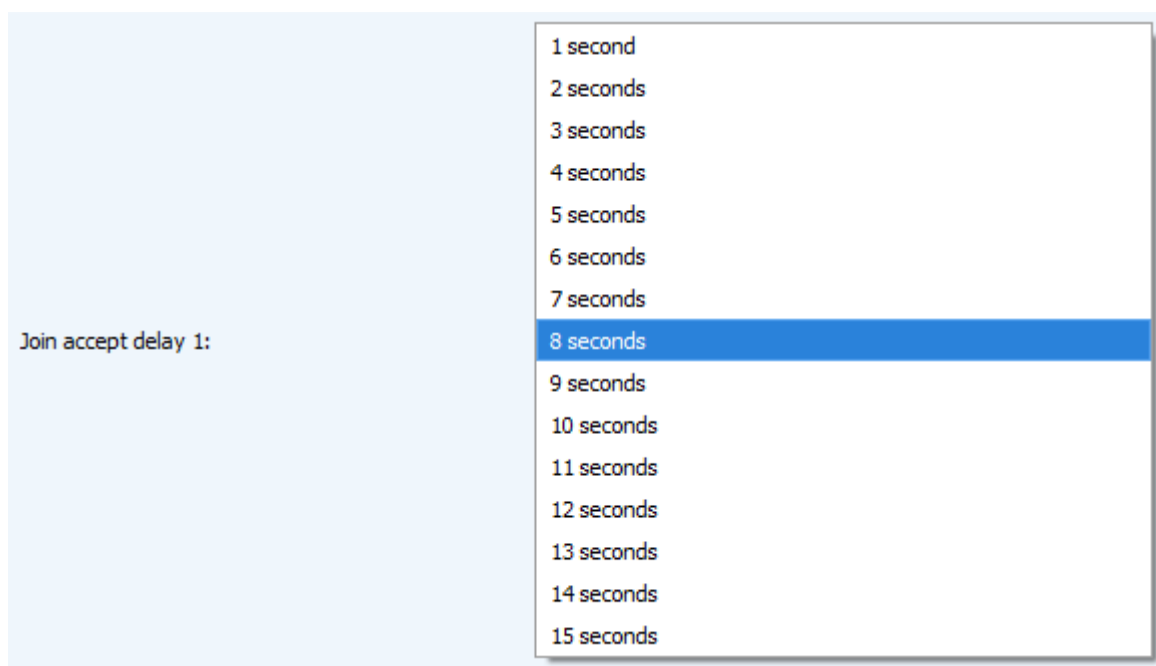 1 second
2 seconds
3 seconds
4 seconds
5 seconds
6 seconds
7 seconds
Join accept delay 1:
8 seconds
9 seconds
10 seconds
11 seconds
12 seconds
13 seconds
14 seconds
15 seconds